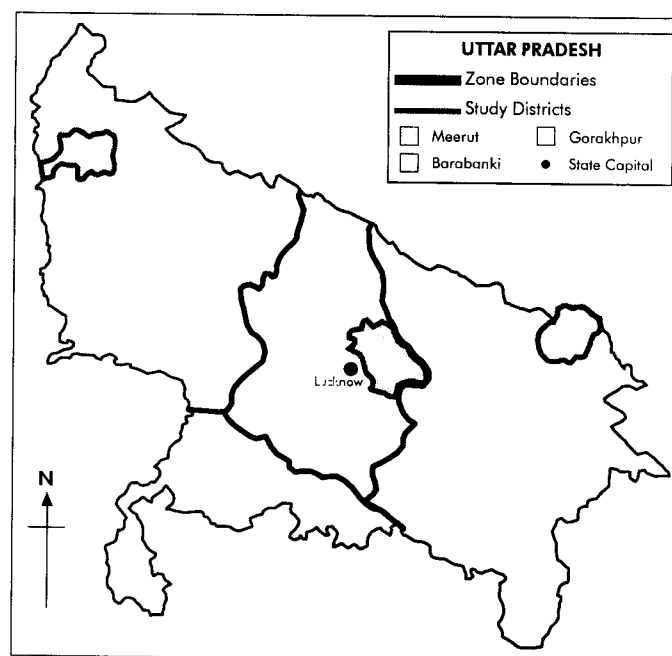 UTTAR PRADESH
Zone Boundaries
Study Districts
Meerut Gorakhpur
Barabanki State Capital
Lucknow
N